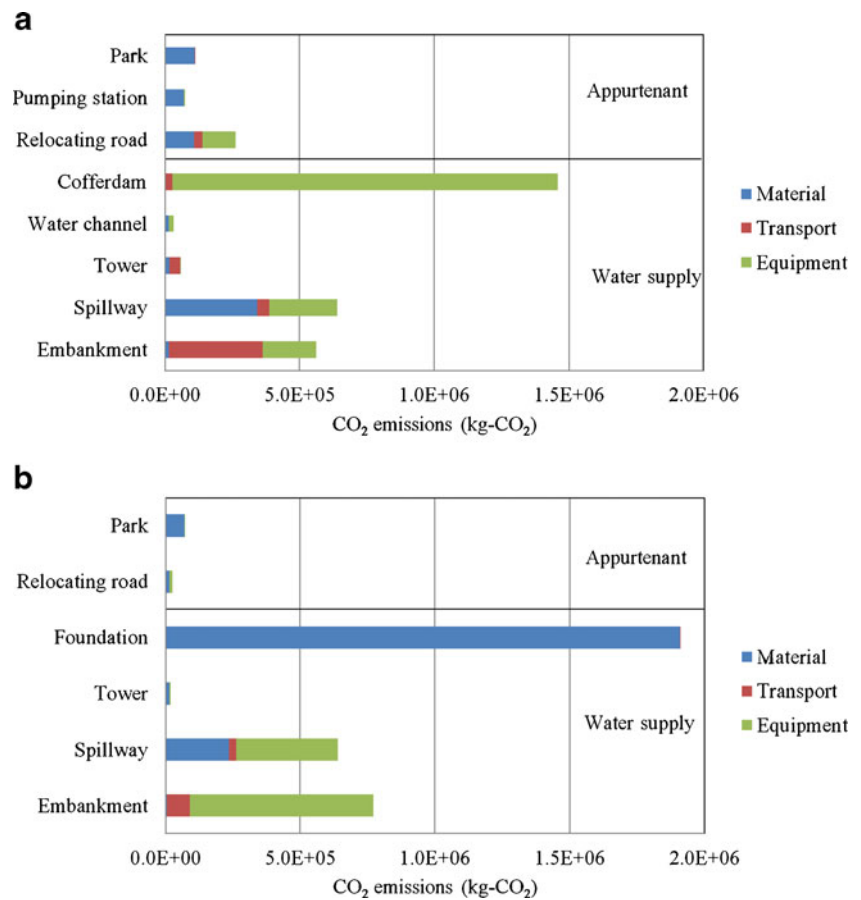 a
Park
Pumping station
Relocating road
Appurtenant
Cofferdam
Water channel
Tower
Spillway
Embankment
Water supply
Material
Transport
Equipment
0.0E+00 5.0E+05 1.0E+06 1.5E+06 2.0E+06
CO₂ emissions (kg-CO₂)
b
Park
Relocating road
Appurtenant
Foundation
Tower
Spillway
Embankment
Water supply
Material
Transport
Equipment
0.0E+00 5.0E+05 1.0E+06 1.5E+06 2.0E+06
CO₂ emissions (kg-CO₂)